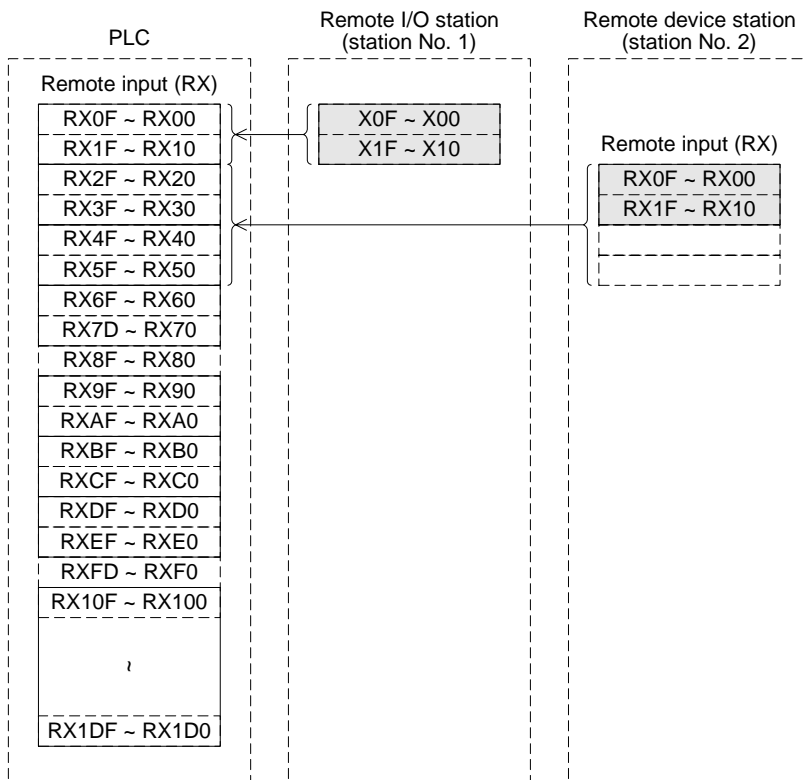 PLC
Remote input (RX)
RX0F ~ RX00
RX1F ~ RX10
RX2F ~ RX20
RX3F ~ RX30
RX4F ~ RX40
RX5F ~ RX50
RX6F ~ RX60
RX7D ~ RX70
RX8F ~ RX80
RX9F ~ RX90
RXAF ~ RXA0
RXBF ~ RXB0
RXCF ~ RXC0
RXDF ~ RXD0
RXEF ~ RXE0
RXFD ~ RXF0
RX10F ~ RX100
~
RX1DF ~ RX1D0
Remote I/O station
(station No. 1)
X0F ~ X00
X1F ~ X10
Remote device station
(station No. 2)
Remote input (RX)
RX0F ~ RX00
RX1F ~ RX10